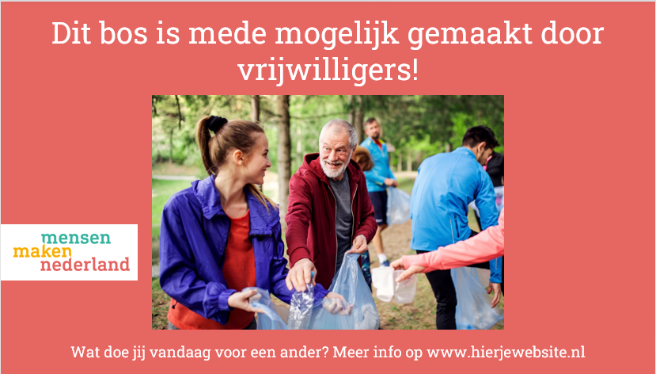 Dit bos is mede mogelijk gemaakt door
vrijwilligers!
mensen
maken
nederland
Wat doe jij vandaag voor een ander? Meer info op www.hierjewebsite.nl